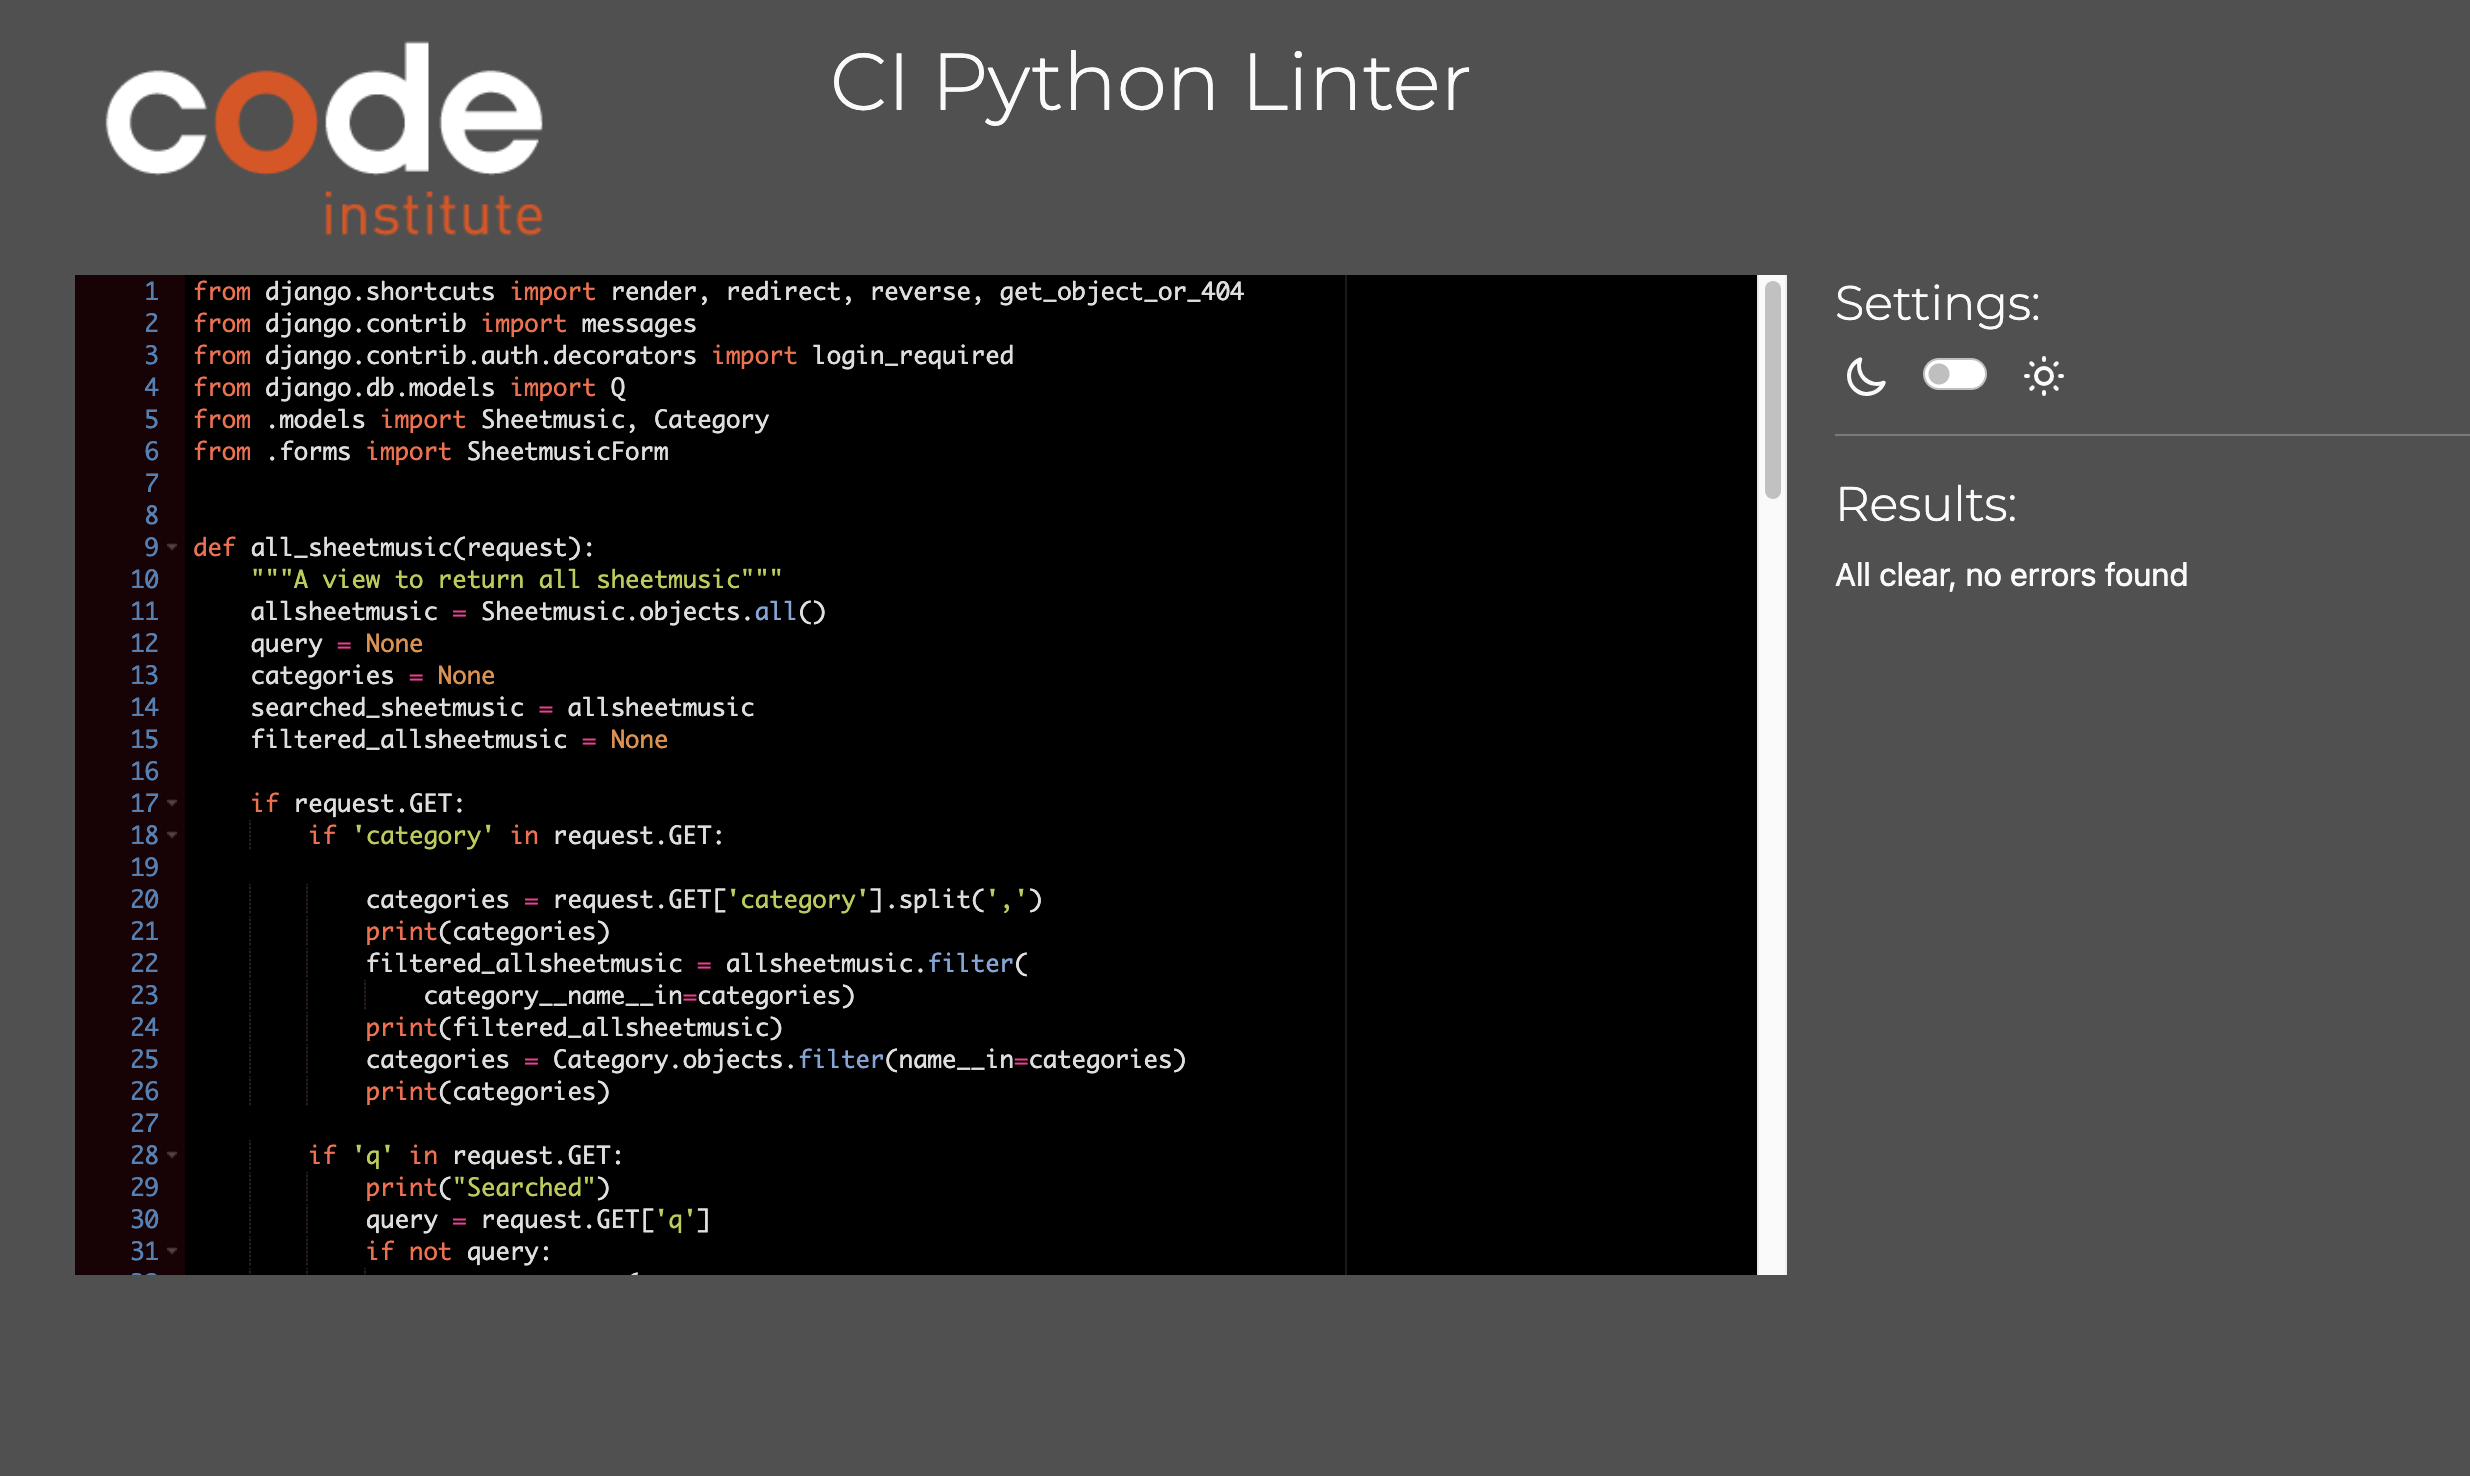 code
institute
CI Python Linter
1 from django.shortcuts import render, redirect, reverse, get_object_or_404
2 from django.contrib import messages
3 from django.contrib.auth.decorators import login_required
4 from django.db.models import Q
5 from .models import Sheetmusic, Category
6 from .forms import SheetmusicForm
7
8
9 def all_sheetmusic(request):
10     """A view to return all sheetmusic"""
11     allsheetmusic = Sheetmusic.objects.all()
12     query = None
13     categories = None
14     searched_sheetmusic = allsheetmusic
15     filtered_allsheetmusic = None
16
17     if request.GET:
18         if 'category' in request.GET:
19
20             categories = request.GET['category'].split(',')
21             print(categories)
22             filtered_allsheetmusic = allsheetmusic.filter(
23                 category__name__in=categories)
24             print(filtered_allsheetmusic)
25             categories = Category.objects.filter(name__in=categories)
26             print(categories)
27
28         if 'q' in request.GET:
29             print("Searched")
30             query = request.GET['q']
31             if not query:
Settings:
Results:
All clear, no errors found